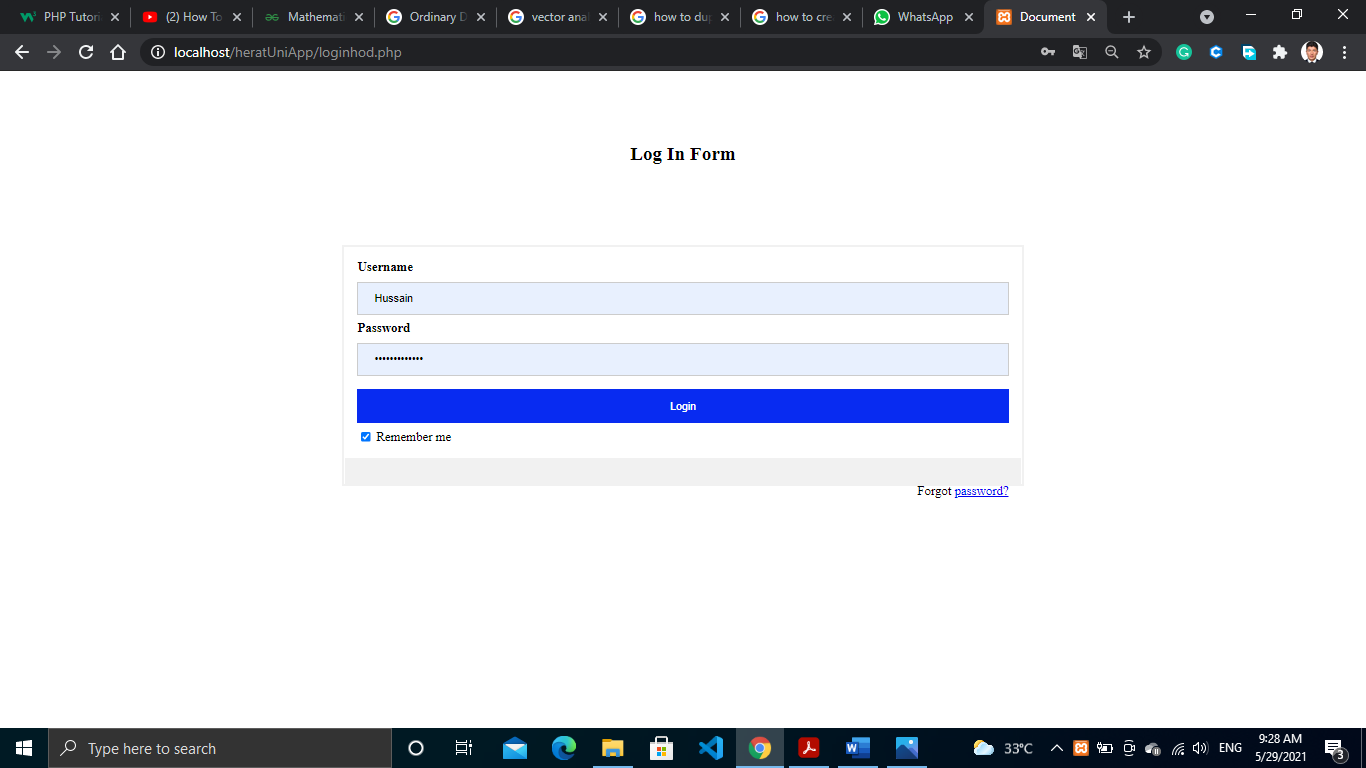 PHP Tutori
(2) How To
Mathemati
Ordinary D
vector anal
how to dup
how to cre
WhatsApp
Document
localhost/heratUniApp/loginhod.php
Log In Form
Username
Hussain
Password
Login
Remember me
Forgot password?
Type here to search
33°C
ENG
9:28 AM
5/29/2021
3